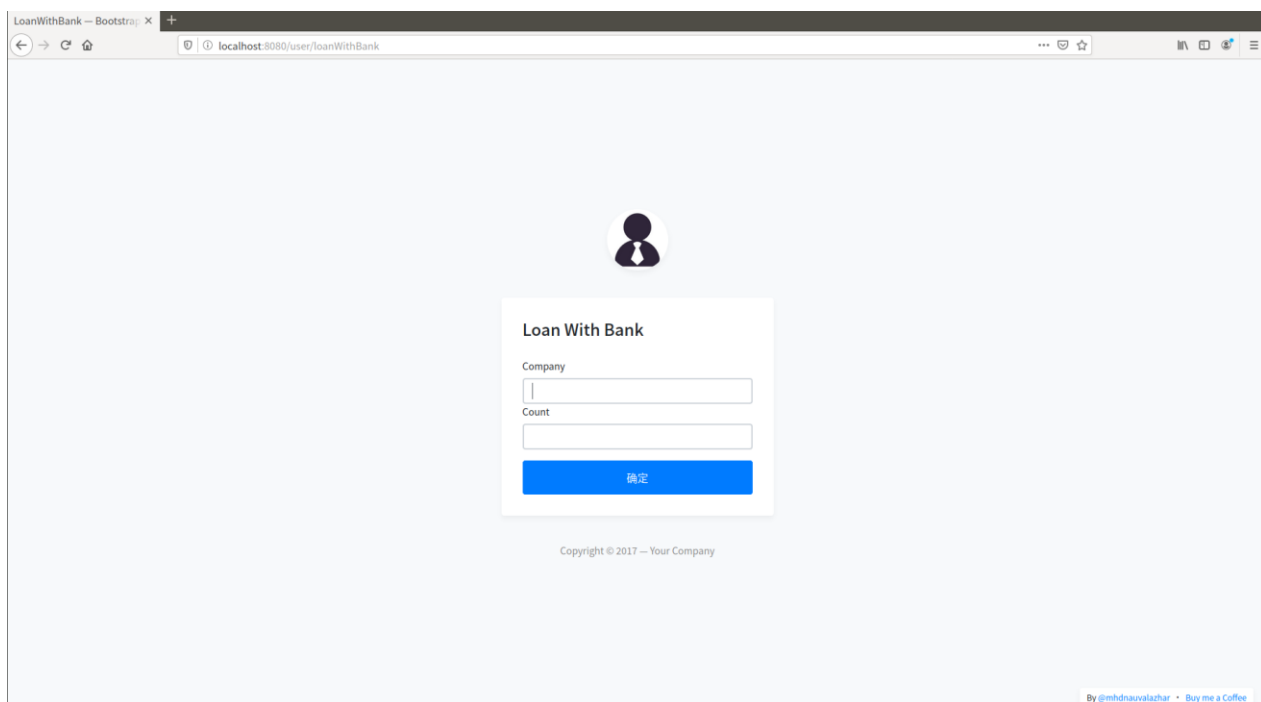 LoanWithBank — Bootstrap
localhost:8080/user/loanWithBank
Loan With Bank
Company
Count
确定
Copyright © 2017 — Your Company
By @mhdnauvalazhar • Buy me a Coffee